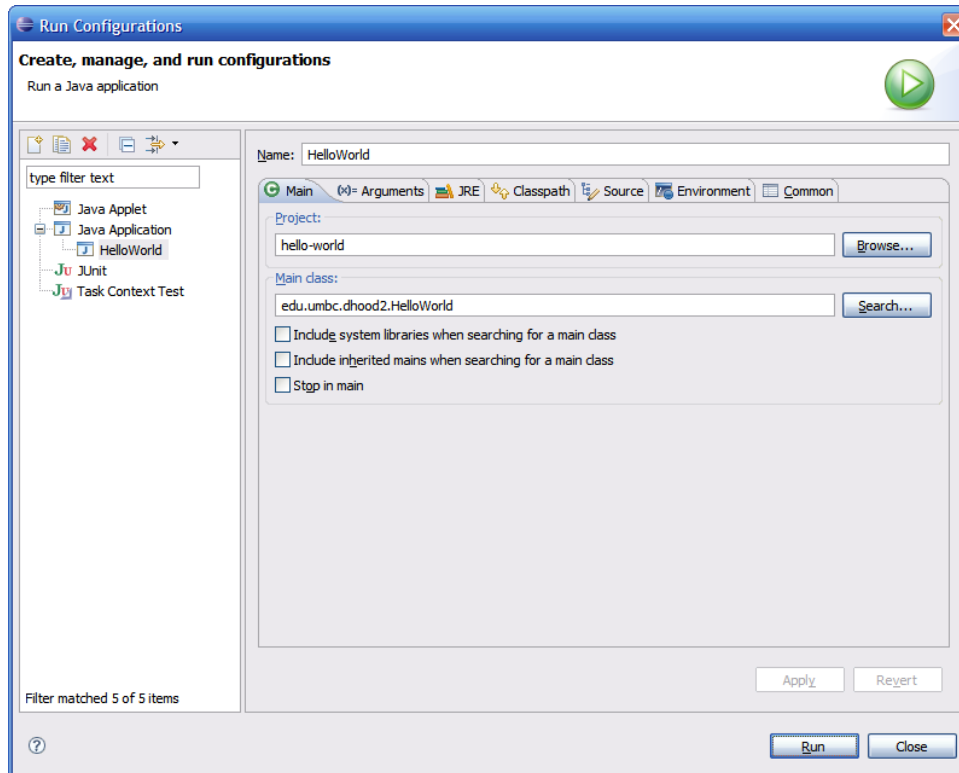 Run Configurations
Create, manage, and run configurations
Run a Java application
type filter text
Java Applet
Java Application
HelloWorld
JUnit
Task Context Test
Filter matched 5 of 5 items
Name: HelloWorld
Main (x)= Arguments JRE Classpath Source Environment Common
Project:
hello-world Browse...
Main class:
edu.umbc.dhood2.HelloWorld Search...
Include system libraries when searching for a main class
Include inherited mains when searching for a main class
Stop in main
Apply Revert
Run Close